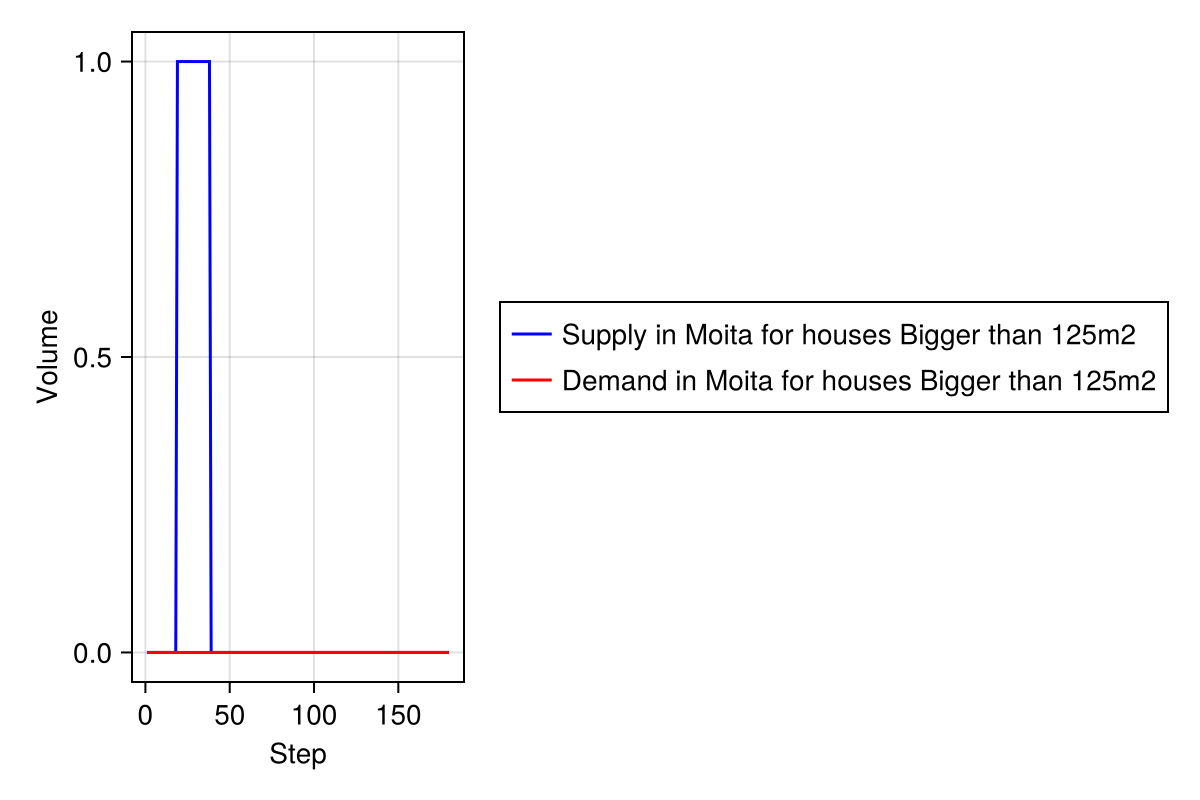 1.0
0.5
0.0
Volume
0 50 100 150
Step
Supply in Moita for houses Bigger than 125m2
Demand in Moita for houses Bigger than 125m2